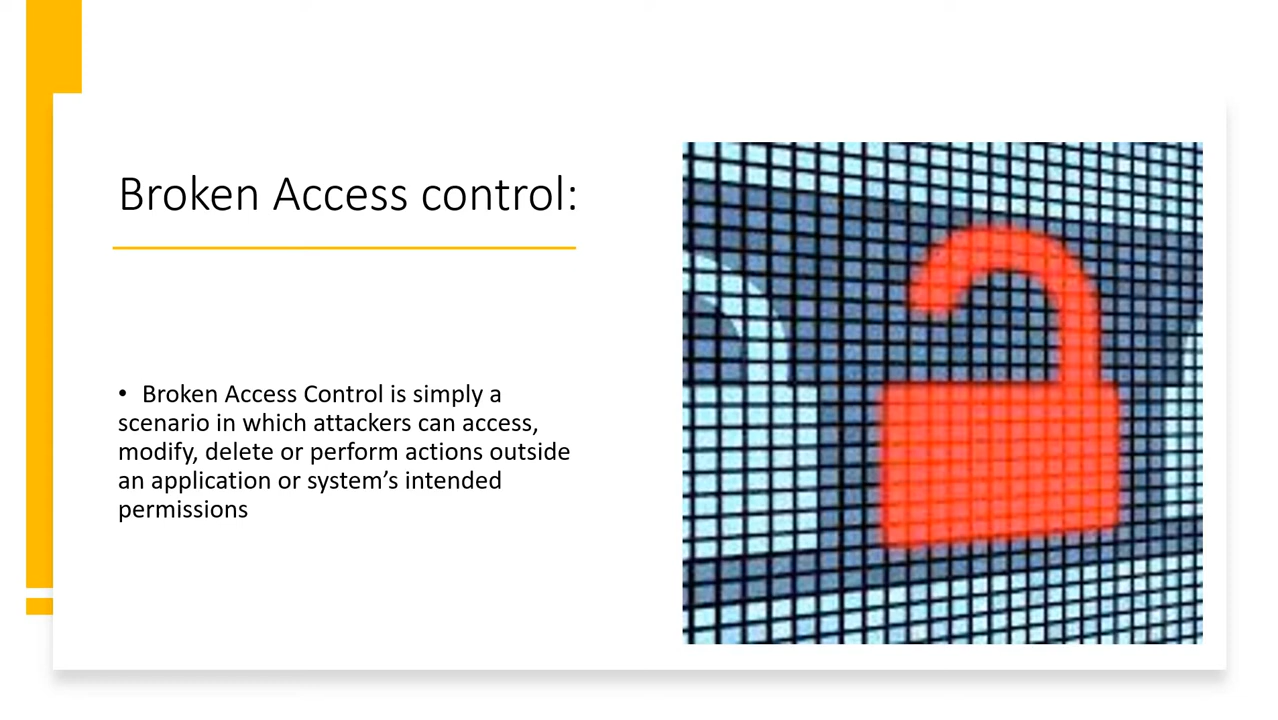 Broken Access control:
• Broken Access Control is simply a
scenario in which attackers can access,
modify, delete or perform actions outside
an application or system’s intended
permissions